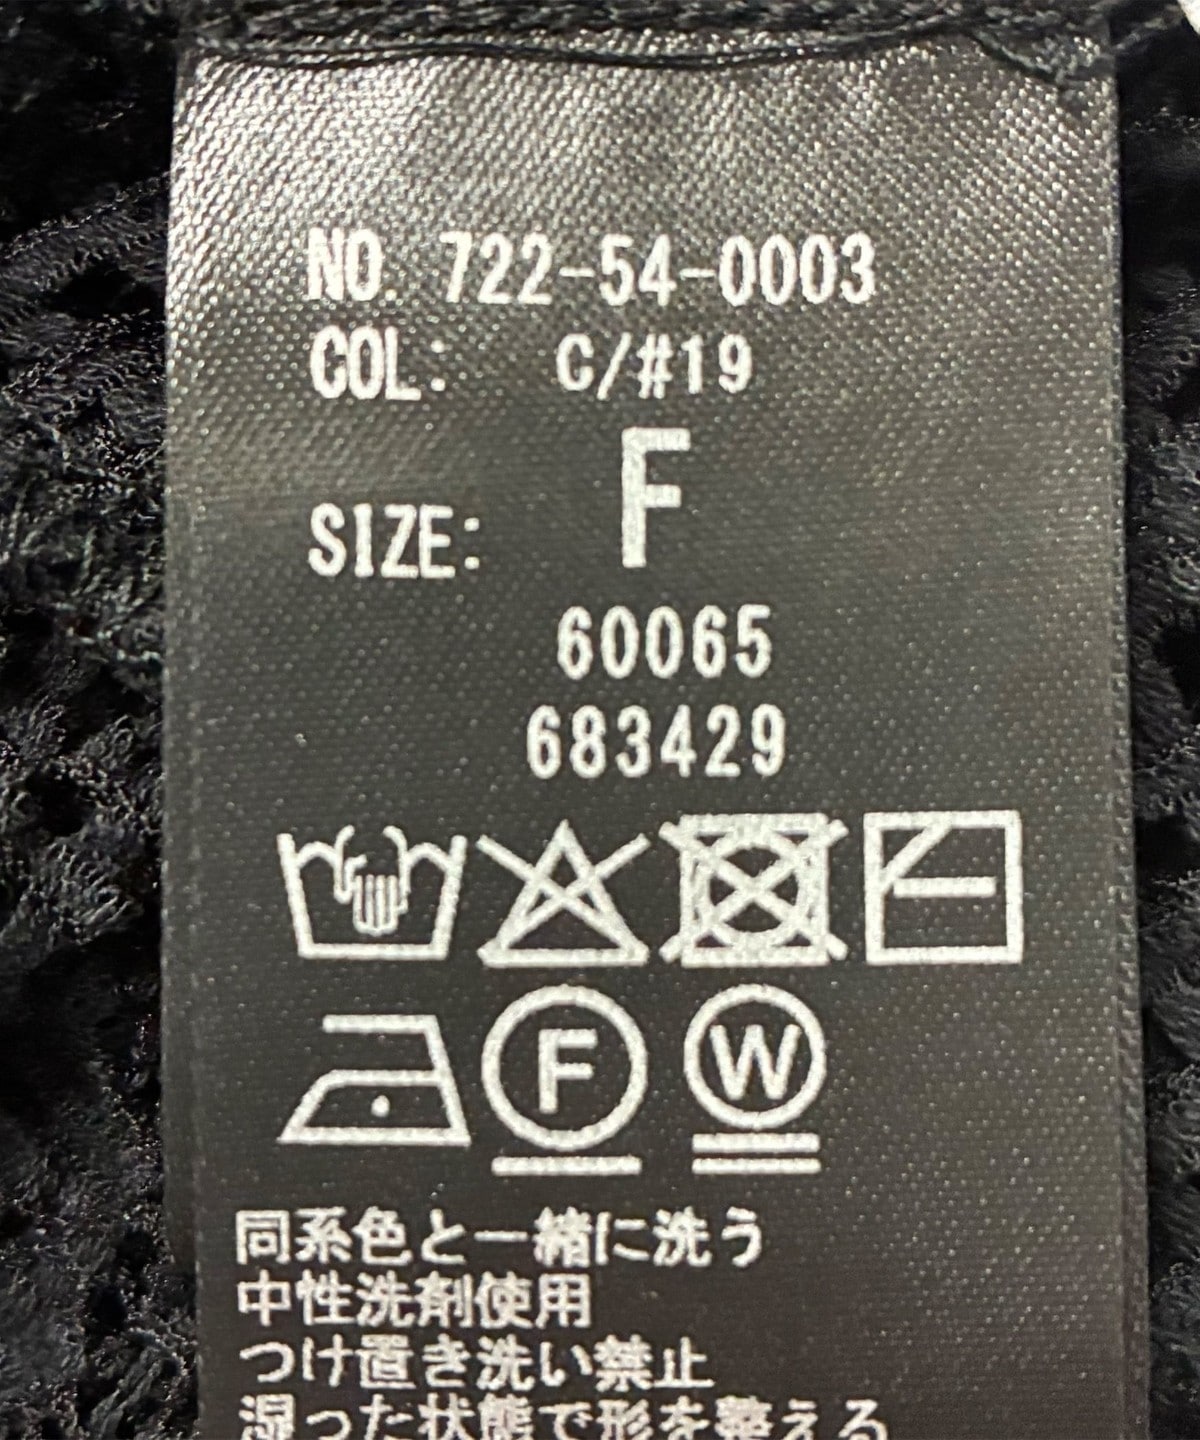 NO. 722-54-0003
COL: C/#19
SIZE: F
60065
683429
F W
同系色と一緒に洗う
中性洗剤使用
つけ置き洗い禁止
湿った状態で形を整える